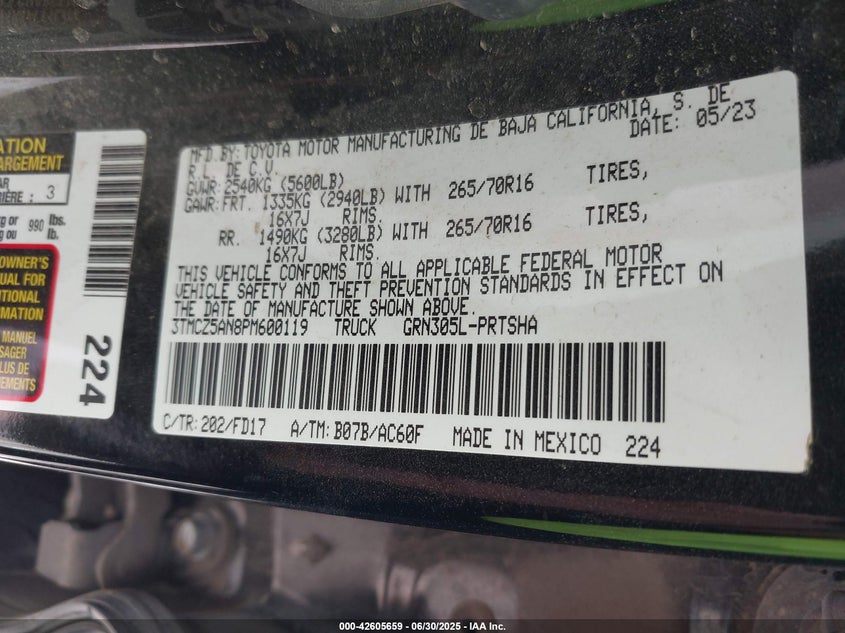 ATION
ARGEMENT
3
990 lbs.
lb.
OWNER'S
UAL FOR
ITIONAL
RMATION
MANUEL
SAGER
LUS DE
EMENTS
224
MFD. BY: TOYOTA MOTOR MANUFACTURING DE BAJA CALIFORNIA, S. DE
R.L. DE C.V. DATE: 05/23
GVWR: 2540KG (5600LB)
GAWR: FRT. 1335KG (2940LB) WITH 265/70R16 TIRES,
16X7J RIMS.
RR. 1490KG (3280LB) WITH 265/70R16 TIRES,
16X7J RIMS.
THIS VEHICLE CONFORMS TO ALL APPLICABLE FEDERAL MOTOR
VEHICLE SAFETY AND THEFT PREVENTION STANDARDS IN EFFECT ON
THE DATE OF MANUFACTURE SHOWN ABOVE.
3TMCZ5AN8PM600119 TRUCK GRN305L-PRTSHA
C/TR: 202/FD17 A/TM: B07B/AC60F MADE IN MEXICO 224
000-42605659 - 06/30/2025 - IAA Inc.